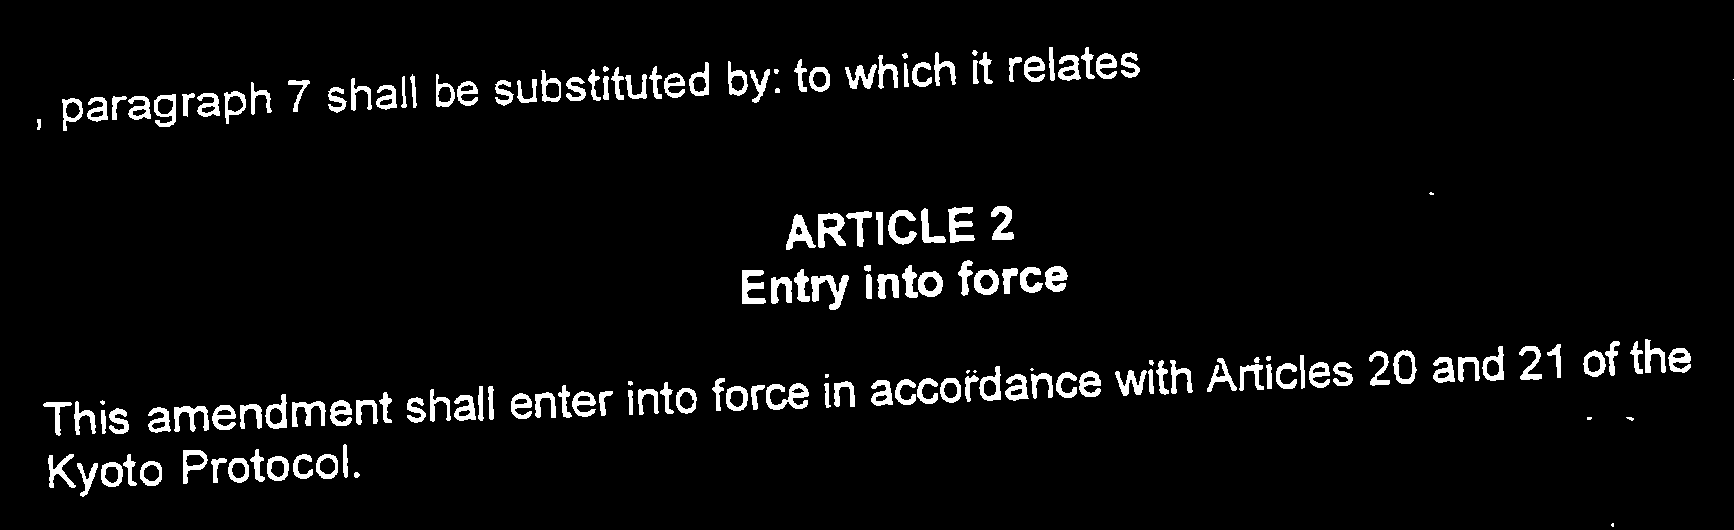 , paragraph 7 shall be substituted by: to which it relates
ARTICLE 2
Entry into force
This amendment shall enter into force in accordance with Articles 20 and 21 of the
Kyoto Protocol.